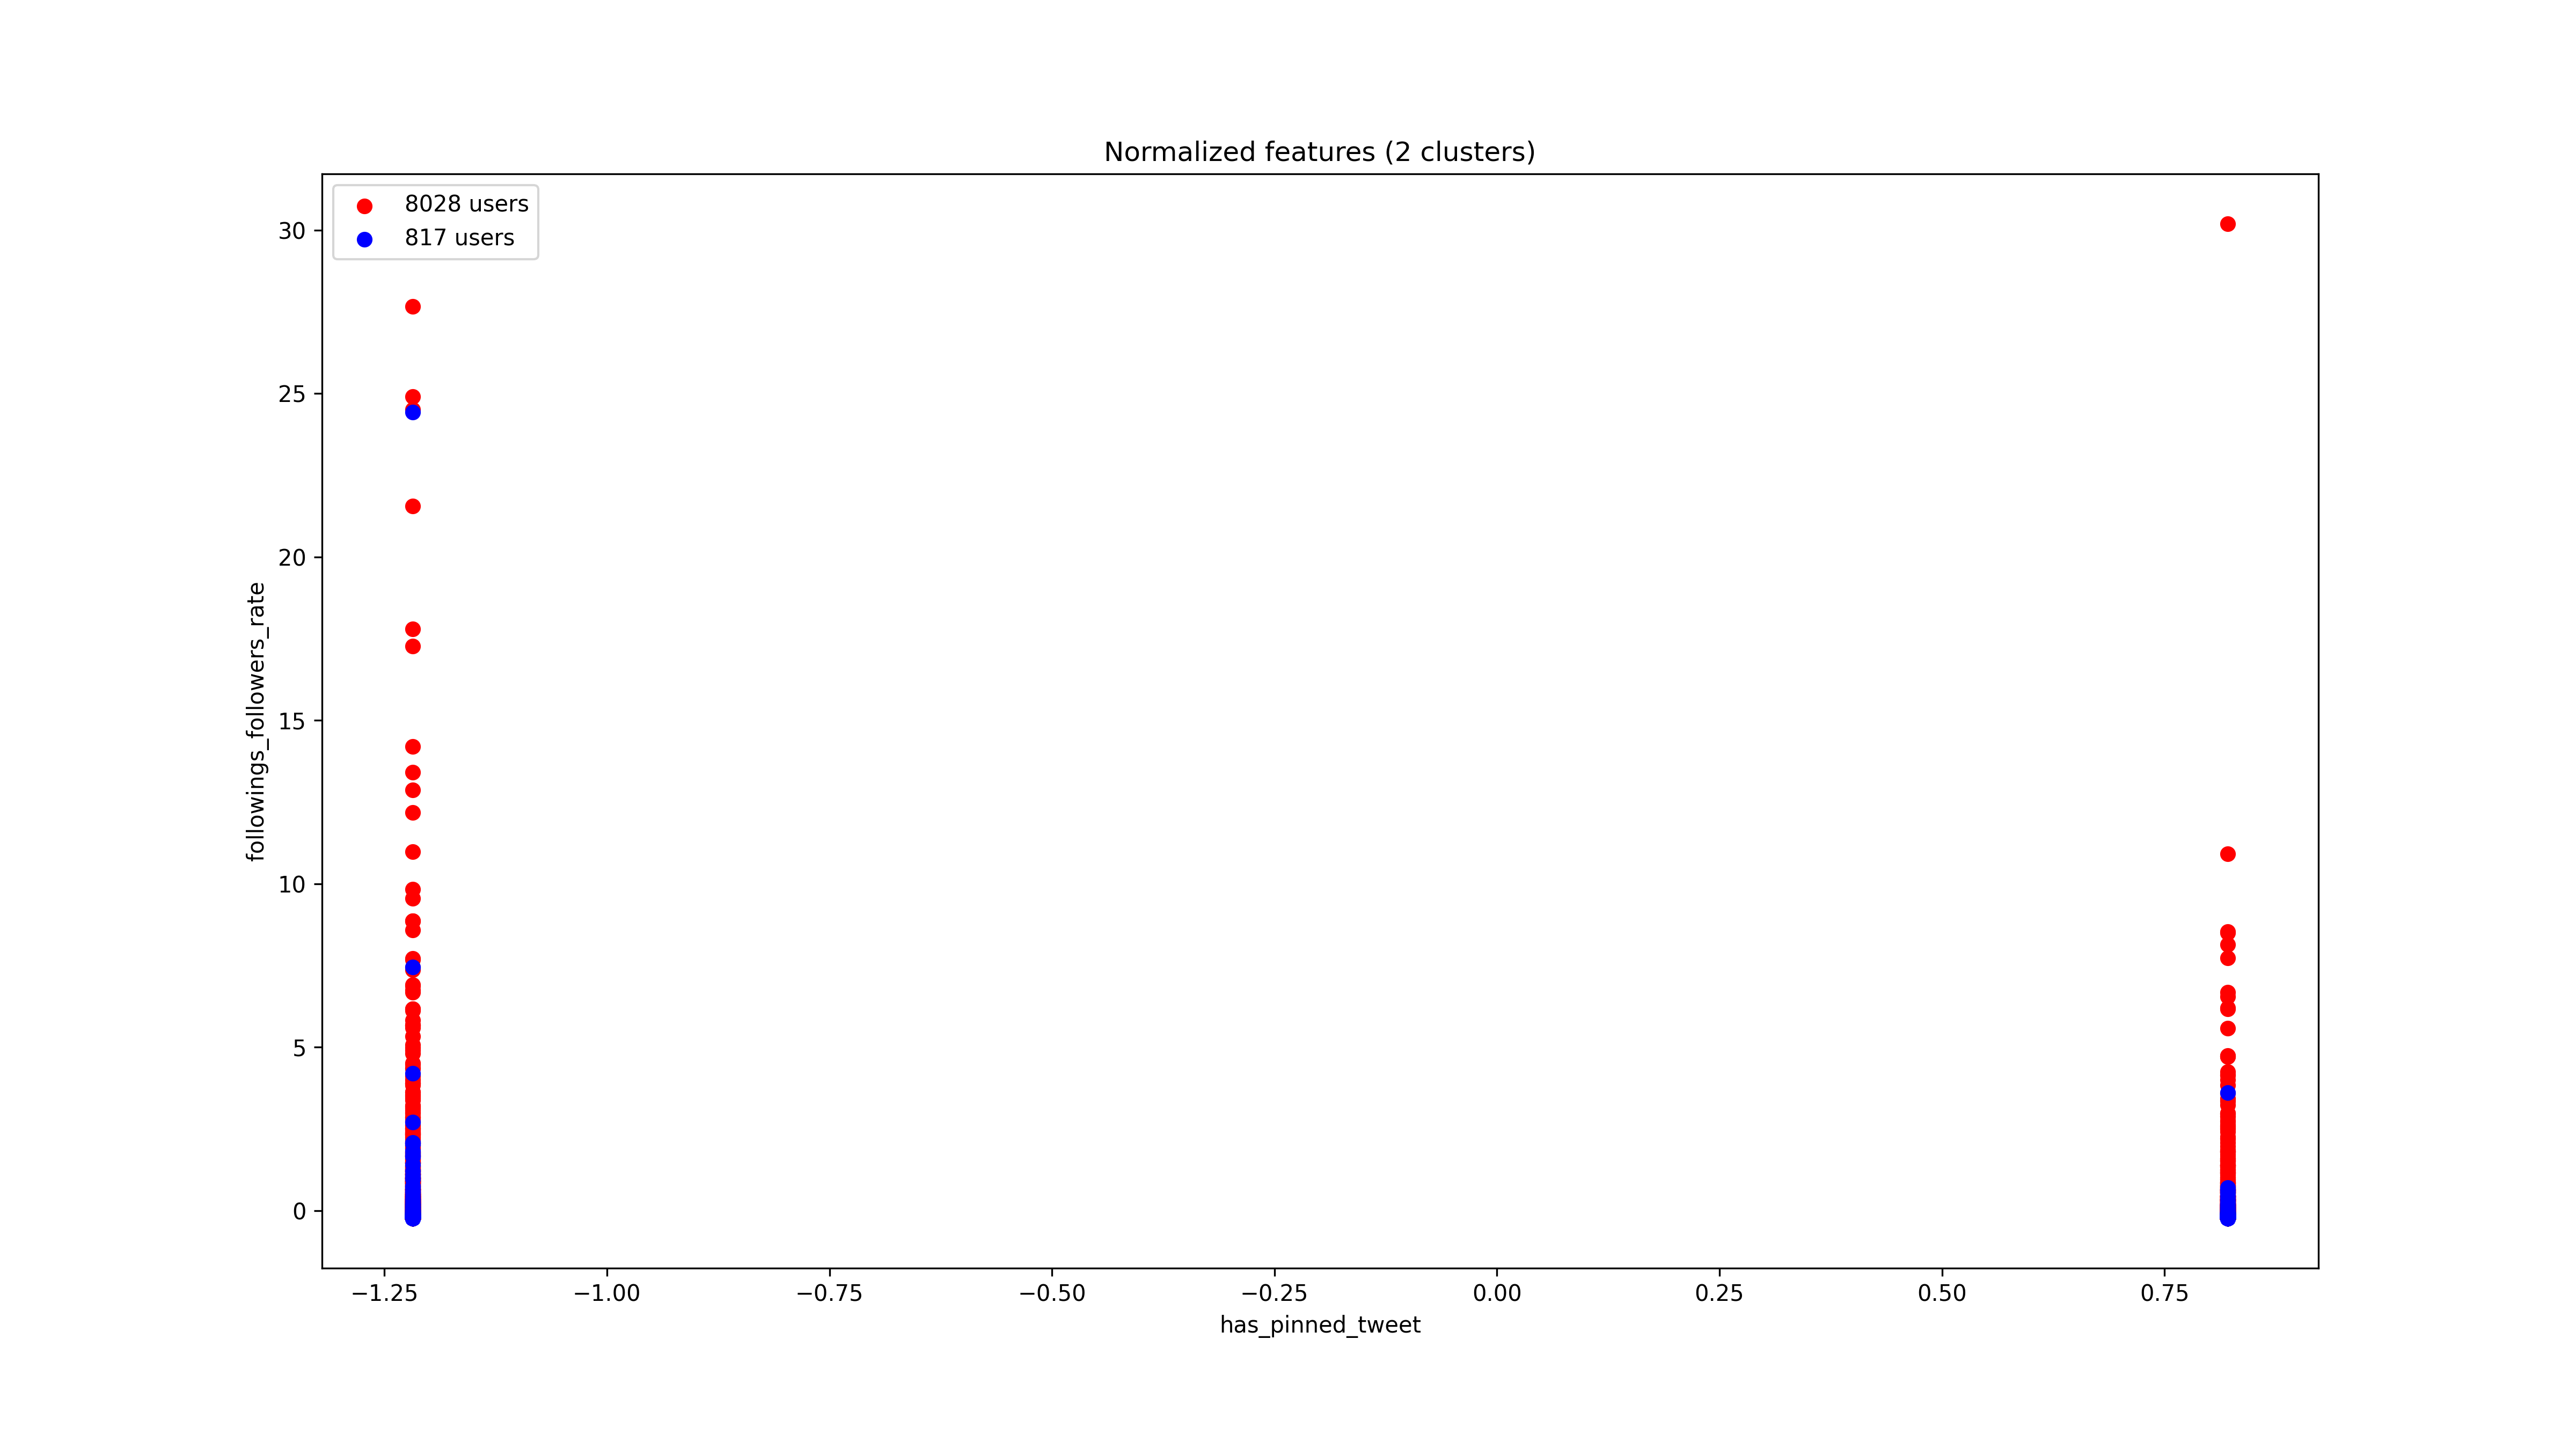 Normalized features (2 clusters)
8028 users
817 users
30
25
20
15
10
5
0
followings_followers_rate
−1.25 −1.00 −0.75 −0.50 −0.25 0.00 0.25 0.50 0.75
has_pinned_tweet